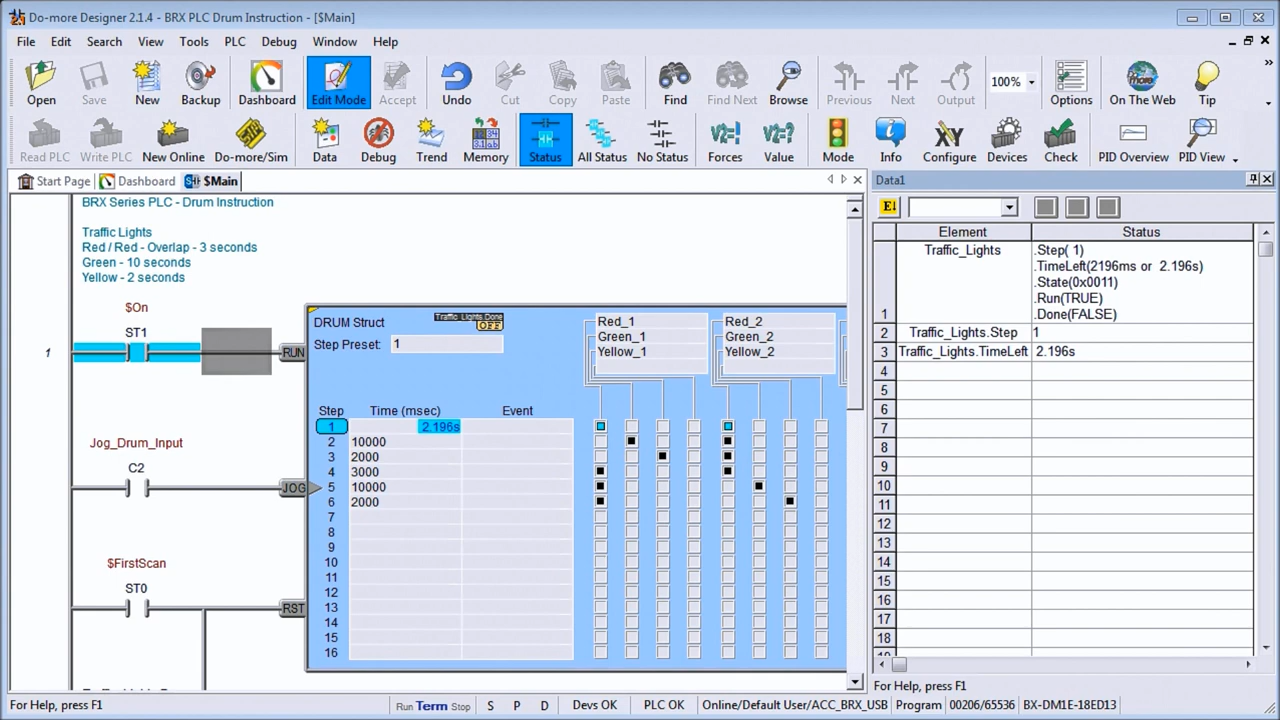 Do-more Designer 2.1.4 - BRX PLC Drum Instruction - [$Main]
File Edit Search View Tools PLC Debug Window Help
Open Save New Backup Dashboard Edit Mode Accept Undo Cut Copy Paste Find Find Next Browse Previous Next Output 100% Options On The Web Tip
Read PLC Write PLC New Online Do-more/Sim Data Debug Trend Memory Status All Status No Status Forces Value Mode Info Configure Devices Check PID Overview PID View
Start Page Dashboard $Main
BRX Series PLC - Drum Instruction
Traffic Lights
Red / Red - Overlap - 3 seconds
Green - 10 seconds
Yellow - 2 seconds
$On
ST1
1
RUN
Jog_Drum_Input
C2
JOG
$FirstScan
ST0
RST
DRUM Struct
Traffic_Lights.Done
OFF
Step Preset: 1
Red_1
Green_1
Yellow_1
Red_2
Green_2
Yellow_2
Step Time (msec) Event
1 2.196s
2 10000
3 2000
4 3000
5 10000
6 2000
7
8
9
10
11
12
13
14
15
16
Data1
Element Status
1 Traffic_Lights .Step( 1)
.TimeLeft(2196ms or 2.196s)
.State(0x0011)
.Run(TRUE)
.Done(FALSE)
2 Traffic_Lights.Step 1
3 Traffic_Lights.TimeLeft 2.196s
4
5
6
7
8
9
10
11
12
13
14
15
16
17
18
For Help, press F1
For Help, press F1 Run Term Stop S P D Devs OK PLC OK Online/Default User/ACC_BRX_USB Program 00206/65536 BX-DM1E-18ED13